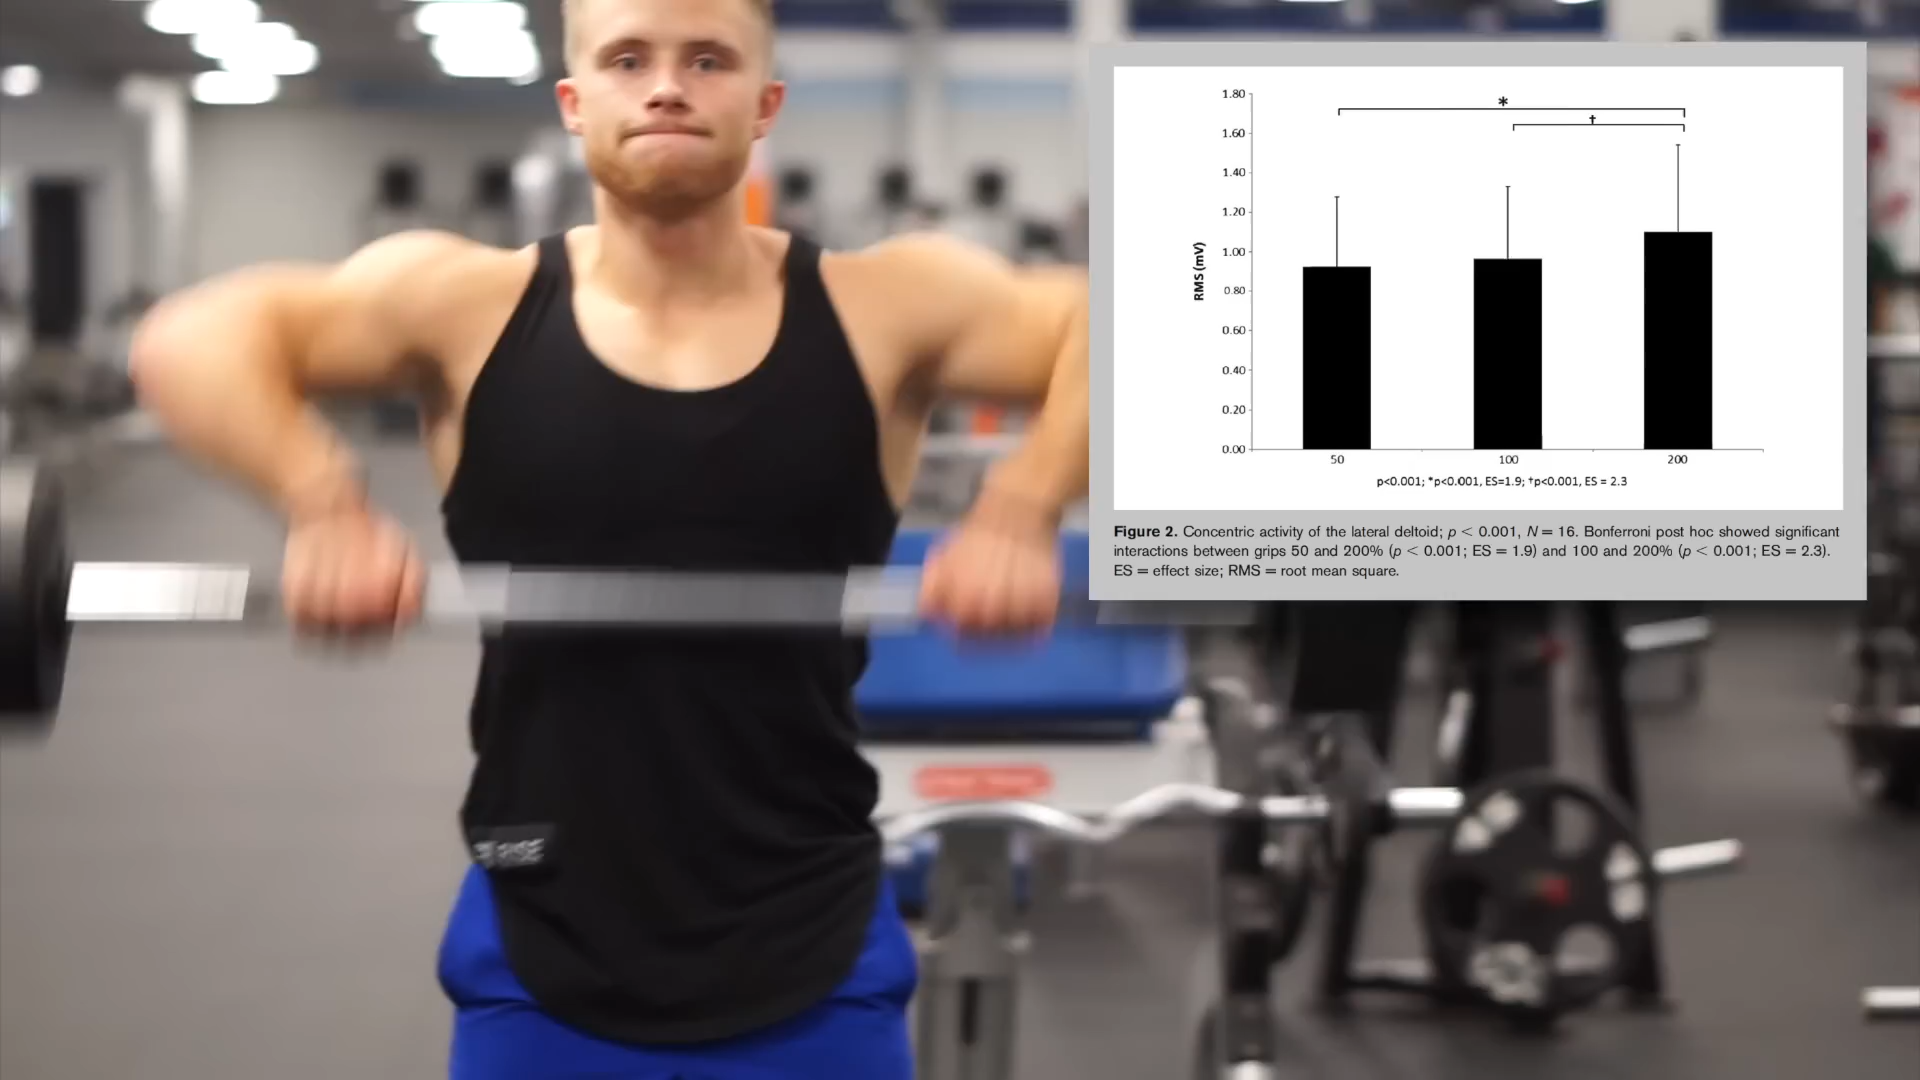 1.80
1.60
1.40
1.20
1.00
0.80
0.60
0.40
0.20
0.00
RMS (mV)
*
†
50 100 200
p<0.001; *p<0.001, ES=1.9; †p<0.001, ES = 2.3
Figure 2. Concentric activity of the lateral deltoid; p < 0.001, N = 16. Bonferroni post hoc showed significant
interactions between grips 50 and 200% (p < 0.001; ES = 1.9) and 100 and 200% (p < 0.001; ES = 2.3).
ES = effect size; RMS = root mean square.
RISE